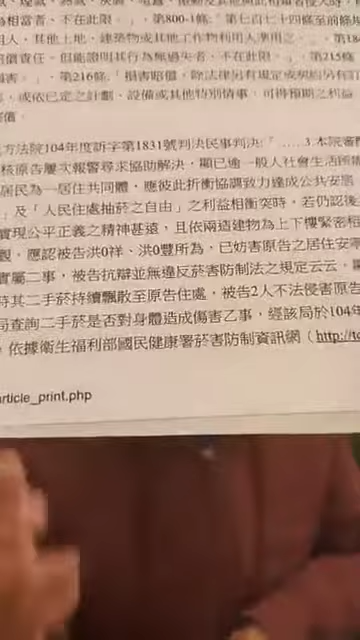 過相當者、不在此限。」，第800-1條：「第七百七十四條至前條
用人、其他土地、建築物或其他工作物利用人準用之。
償責任。但能證明其行為無過失者，不在此限。」，第215條
第216條：「損害賠償，除法律另有規定或契約另有訂
，或依已定之計劃、設備或其他特別情事，可得預期之利益
方法院104年度訴字第1831號判決民事判決：「……3.本院審酌
核原告屢次報警尋求協助解決，顯已逾一般人社會生活所能
居民為一居住共同體，應彼此折衝協調致力達成公共安居
」及「人民住處抽菸之自由」之利益相衝突時，若仍認後
實現公平正義之精神甚遠，且依兩造建物為上下樓緊密相
觀，應認被告洪0祥、洪0豐所為，已妨害原告之居住安寧
實屬二事，被告抗辯並無違反菸害防制法之規定云云，
時其二手菸持續飄散至原告住處，被告2人不法侵害原告
局查詢二手菸是否對身體造成傷害乙事，經該局於104年
，依據衛生福利部國民健康署菸害防制資訊網（http://to
article_print.php